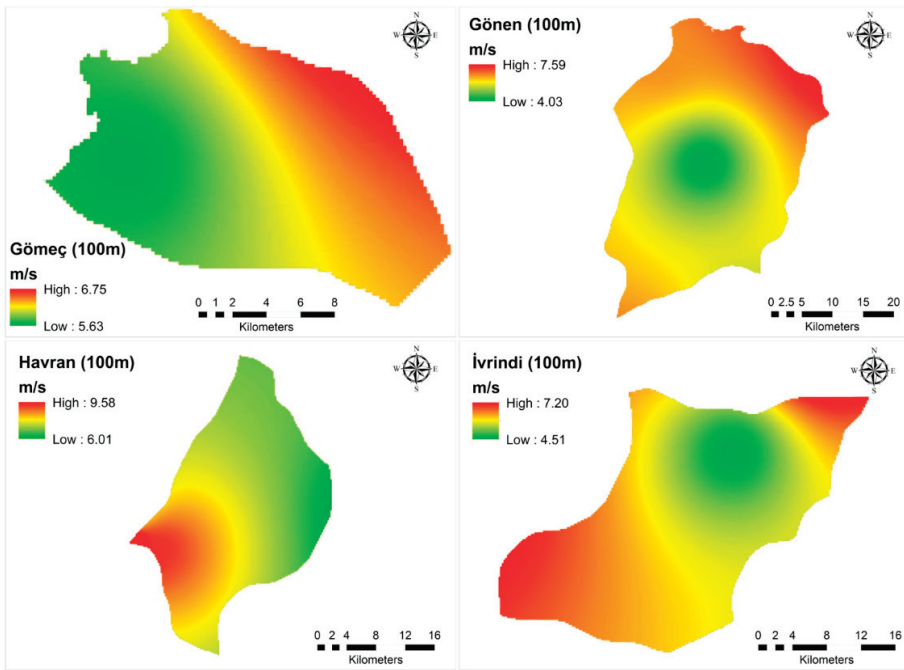 N
W E
S
Gömeç (100m)
m/s
High : 6.75
Low : 5.63
0 1 2 4 6 8
Kilometers
Gönen (100m)
m/s
High : 7.59
Low : 4.03
N
W E
S
0 2.5 5 10 15 20
Kilometers
Havran (100m)
m/s
High : 9.58
Low : 6.01
N
W E
S
0 2 4 8 12 16
Kilometers
İvrindi (100m)
m/s
High : 7.20
Low : 4.51
N
W E
S
0 2 4 8 12 16
Kilometers